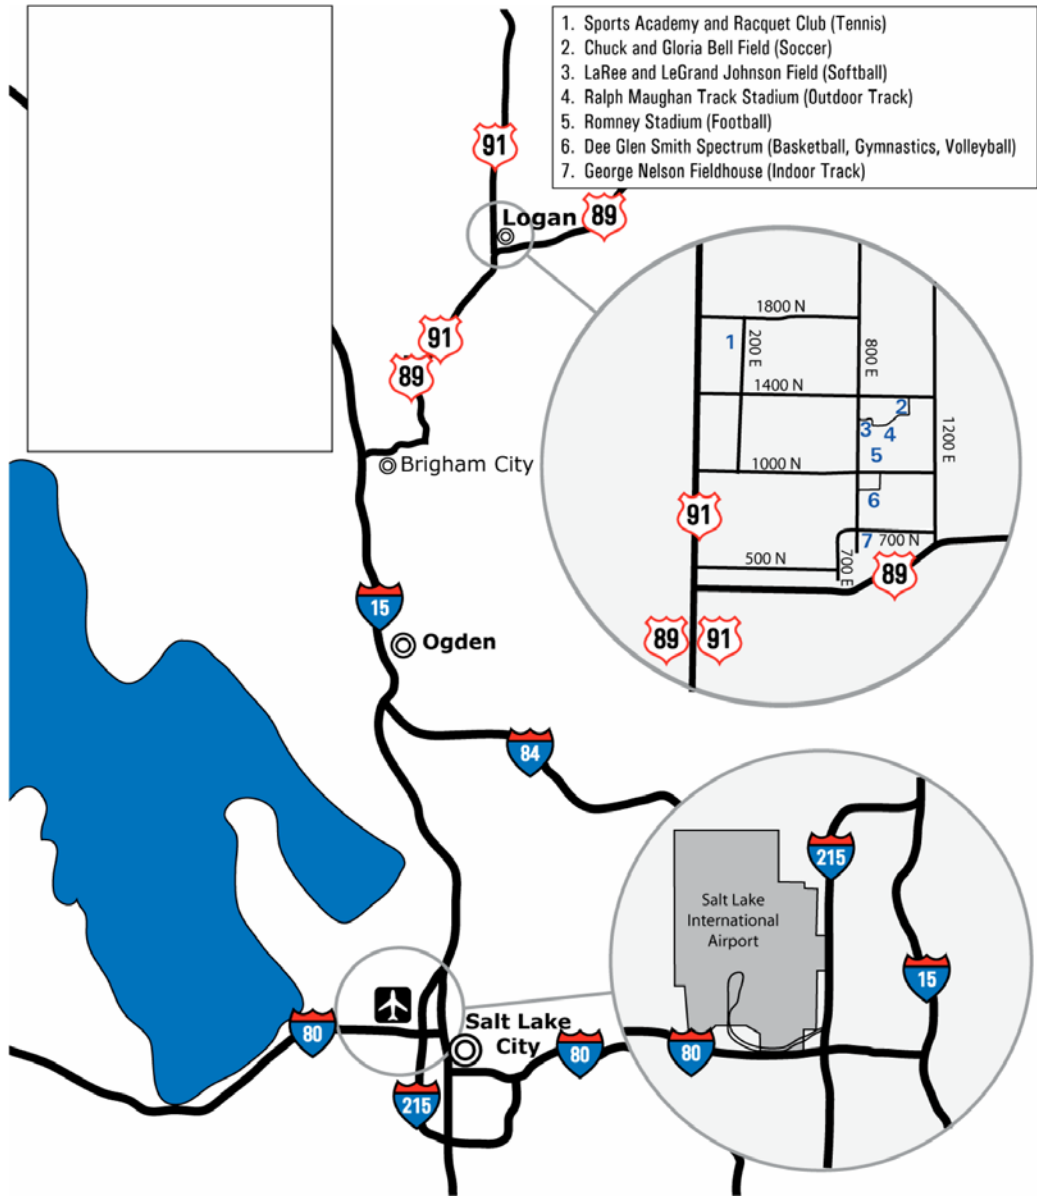 1. Sports Academy and Racquet Club (Tennis)
2. Chuck and Gloria Bell Field (Soccer)
3. LaRee and LeGrand Johnson Field (Softball)
4. Ralph Maughan Track Stadium (Outdoor Track)
5. Romney Stadium (Football)
6. Dee Glen Smith Spectrum (Basketball, Gymnastics, Volleyball)
7. George Nelson Fieldhouse (Indoor Track)
91
Logan
89
91
89
Brigham City
15
Ogden
84
80
Salt Lake
City
80
215
1800 N
1
200 E
800 E
1400 N
2
3
4
1200 E
5
1000 N
6
91
7
700 N
500 N
700 E
89
89
91
215
Salt Lake
International
Airport
15
80